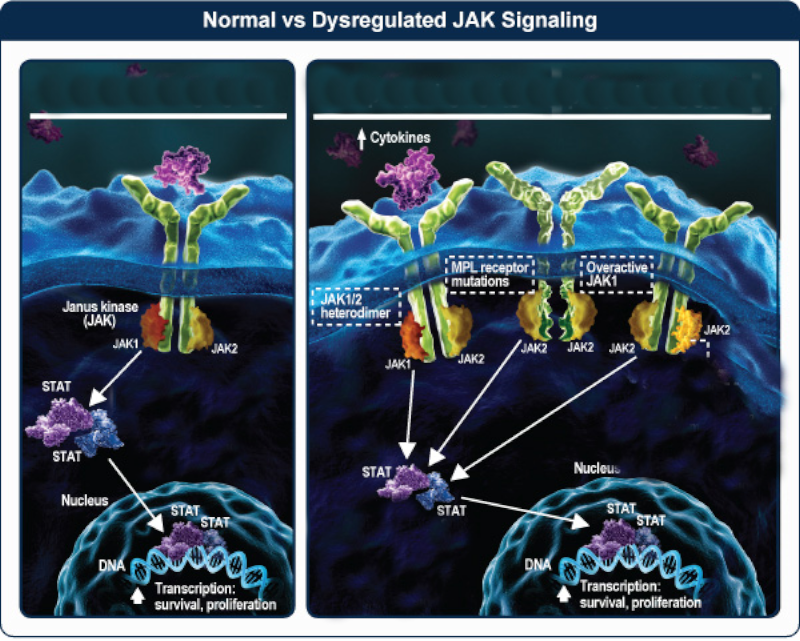 Normal vs Dysregulated JAK Signaling
Janus kinase
(JAK)
JAK1
JAK2
STAT
STAT
Nucleus
STAT
STAT
DNA
Transcription:
survival, proliferation
Cytokines
JAK1/2
heterodimer
MPL receptor
mutations
Overactive
JAK1
JAK1
JAK2
JAK2
JAK2
JAK2
JAK2
STAT
STAT
Nucleus
STAT
STAT
DNA
Transcription:
survival, proliferation